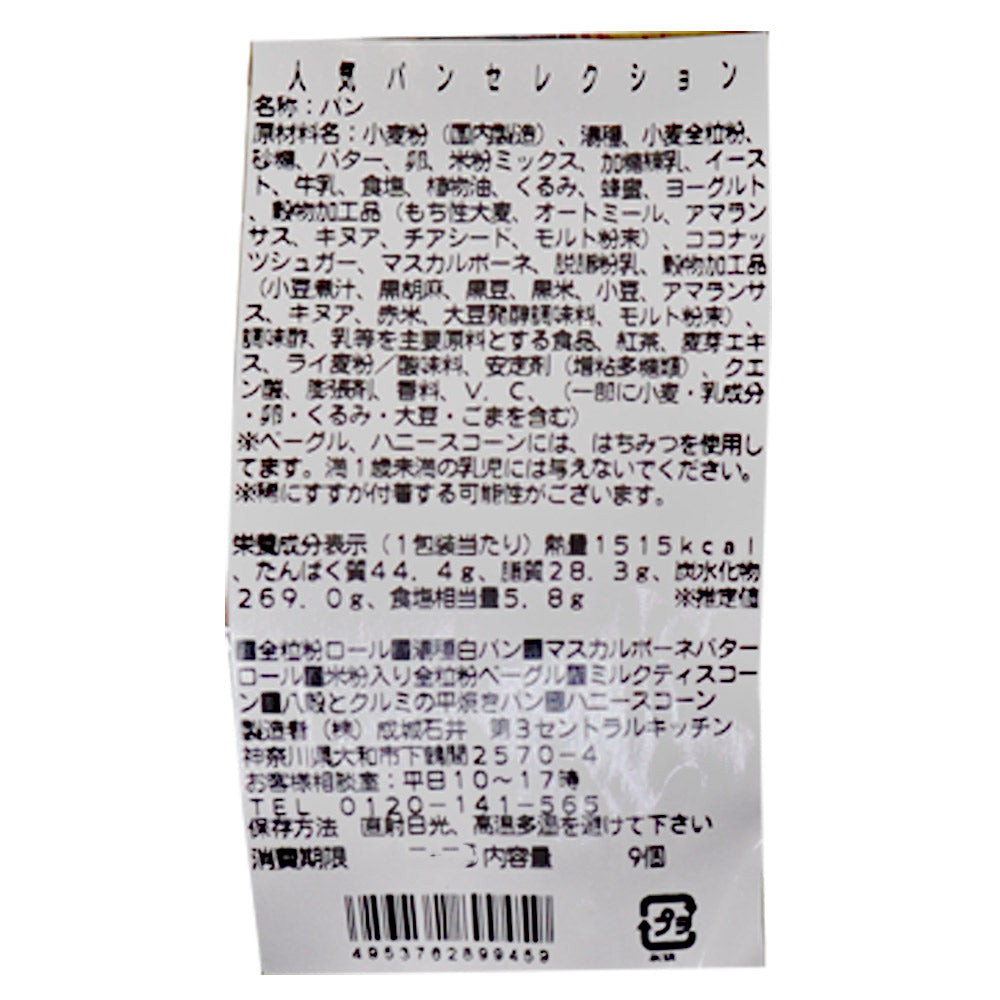 人気パンセレクション
名称：パン
原材料名：小麦粉（国内製造）、湯種、小麦全粒粉、
砂糖、バター、卵、米粉ミックス、加糖練乳、イース
ト、牛乳、食塩、植物油、くるみ、蜂蜜、ヨーグルト
、穀物加工品（もち性大麦、オートミール、アマラン
サス、キヌア、チアシード、モルト粉末）、ココナッ
ツシュガー、マスカルポーネ、脱脂粉乳、穀物加工品
（小豆煮汁、黒胡麻、黒豆、黒米、小豆、アマランサ
ス、キヌア、赤米、大豆発酵調味料、モルト粉末）、
調味酢、乳等を主要原料とする食品、紅茶、麦芽エキ
ス、ライ麦粉／酸味料、安定剤（増粘多糖類）、クエ
ン酸、膨張剤、香料、Ｖ．Ｃ、（一部に小麦・乳成分
・卵・くるみ・大豆・ごまを含む）
※ベーグル、ハニースコーンには、はちみつを使用し
てます。満１歳未満の乳児には与えないでください。
※稀にすすが付着する可能性がございます。
栄養成分表示（１包装当たり）熱量１５１５ｋｃａｌ
、たんぱく質４４．４ｇ、脂質２８．３ｇ、炭水化物
２６９．０ｇ、食塩相当量５．８ｇ　※推定値
全粒粉ロール 湯種白パン マスカルポーネバター
ロール 米粉入り全粒粉ベーグル ミルクティスコー
ン 八穀とクルミの平焼きパン ハニースコーン
製造者（株）成城石井　第３セントラルキッチン
神奈川県大和市下鶴間２５７０－４
お客様相談室：平日１０～１７時
ＴＥＬ　０１２０－１４１－５６５
保存方法　直射日光、高温多湿を避けて下さい
消費期限　内容量　９個
4953762899459
プラ